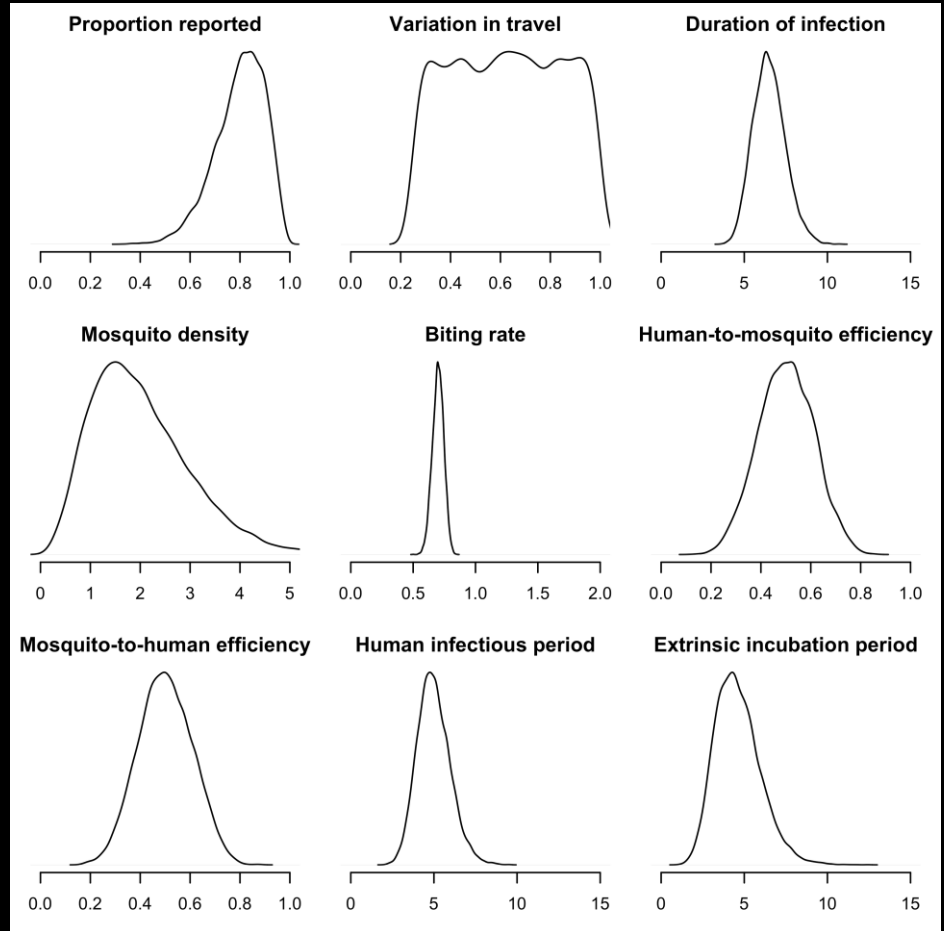 Proportion reported Variation in travel Duration of infection
0.0 0.2 0.4 0.6 0.8 1.0 0.0 0.2 0.4 0.6 0.8 1.0 0 5 10 15
Mosquito density Biting rate Human-to-mosquito efficiency
0 1 2 3 4 5 0.0 0.5 1.0 1.5 2.0 0.0 0.2 0.4 0.6 0.8 1.0
Mosquito-to-human efficiency Human infectious period Extrinsic incubation period
0.0 0.2 0.4 0.6 0.8 1.0 0 5 10 15 0 5 10 15